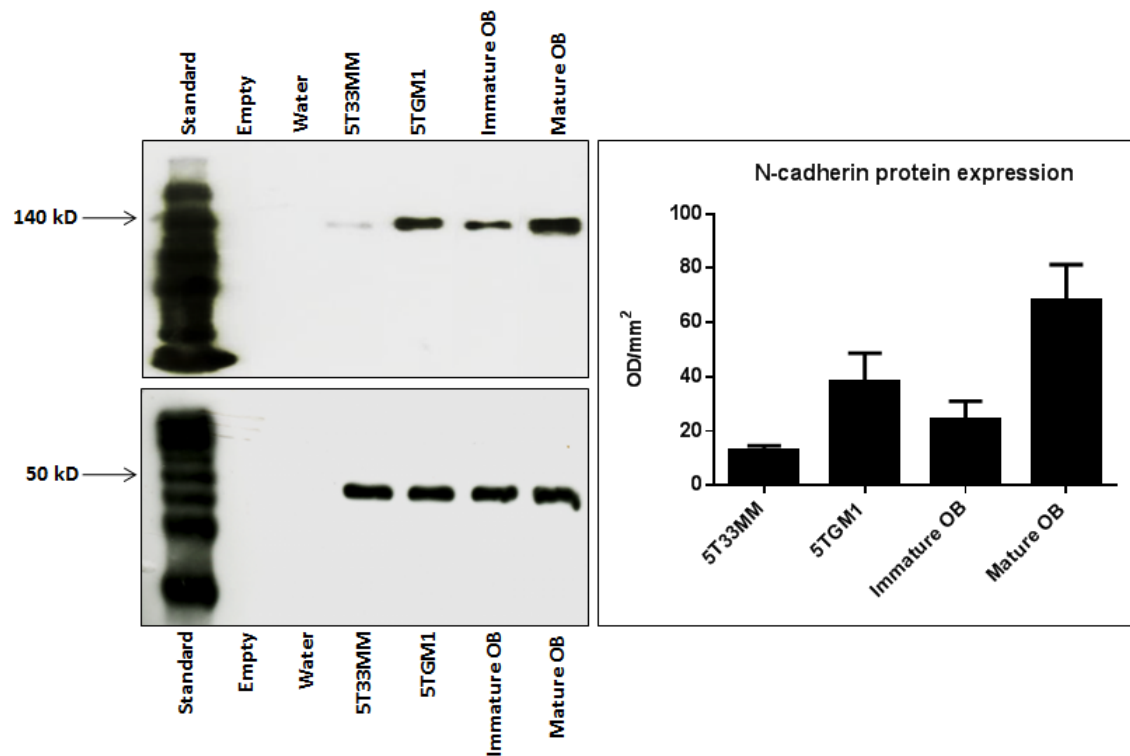 Standard
Empty
Water
5T33MM
5TGM1
Immature OB
Mature OB
140 kD
50 kD
Standard
Empty
Water
5T33MM
5TGM1
Immature OB
Mature OB
N-cadherin protein expression
100
80
60
40
20
0
OD/mm²
5T33MM
5TGM1
Immature OB
Mature OB